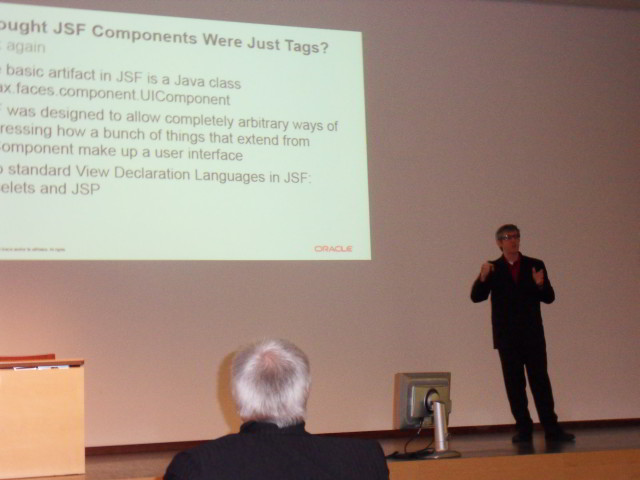 ought JSF Components Were Just Tags?
again
basic artifact in JSF is a Java class
ax.faces.component.UIComponent
was designed to allow completely arbitrary ways of
ressing how a bunch of things that extend from
omponent make up a user interface
standard View Declaration Languages in JSF:
elets and JSP
ORACLE